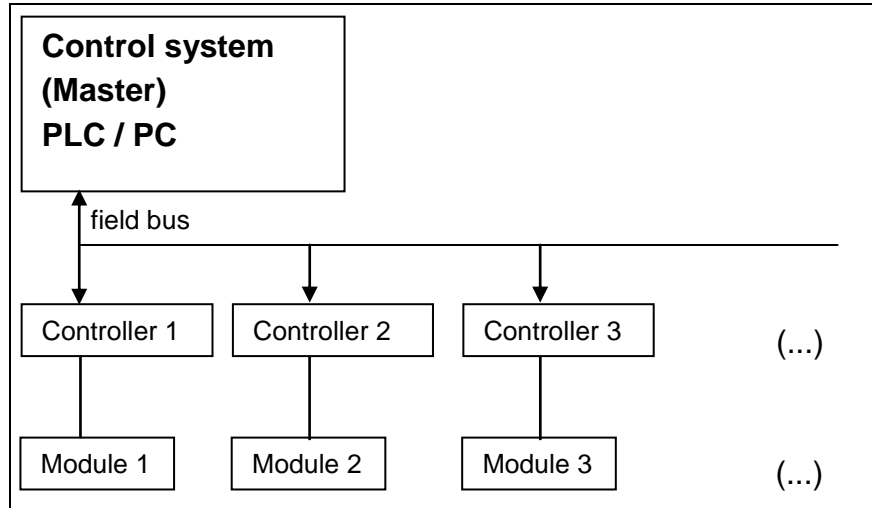 Control system
(Master)
PLC / PC
field bus
Controller 1
Controller 2
Controller 3
(...)
Module 1
Module 2
Module 3
(...)